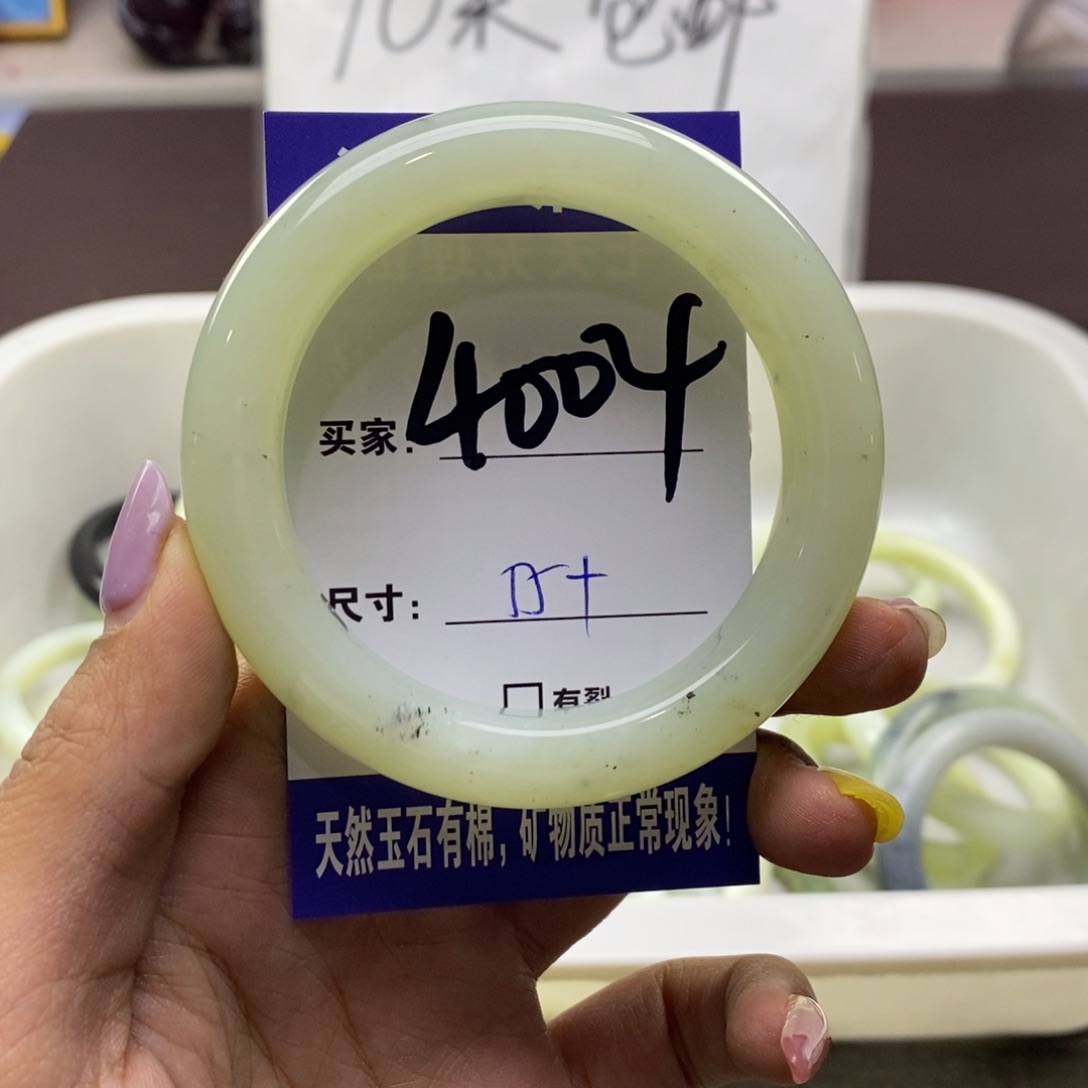 买家: 4004
尺寸:
□有裂
天然玉石有棉, 矿物质正常现象!